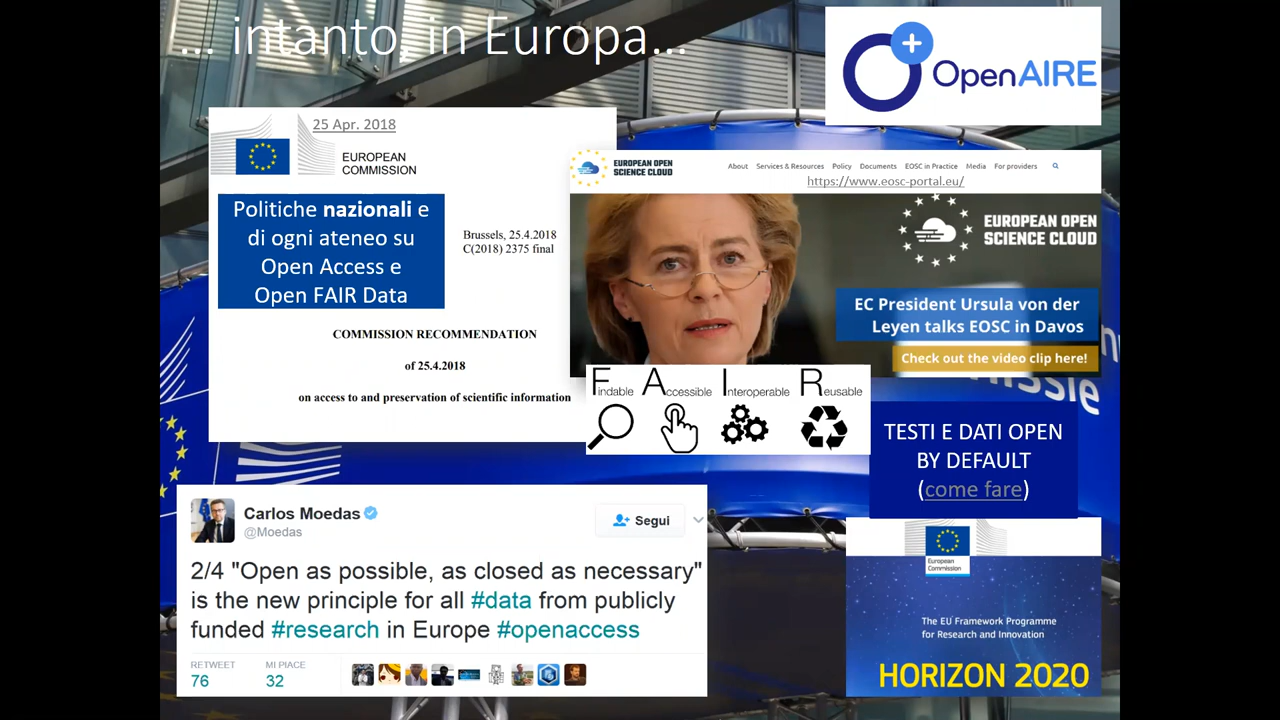 ... intanto, in Europa...
OpenAIRE
25 Apr. 2018
EUROPEAN
COMMISSION
Politiche nazionali e
di ogni ateneo su
Open Access e
Open FAIR Data
Brussels, 25.4.2018
C(2018) 2375 final
COMMISSION RECOMMENDATION
of 25.4.2018
on access to and preservation of scientific information
EUROPEAN OPEN
SCIENCE CLOUD
About Services & Resources Policy Documents EOSC in Practice Media For providers
https://www.eosc-portal.eu/
EUROPEAN OPEN
SCIENCE CLOUD
EC President Ursula von der
Leyen talks EOSC in Davos
Check out the video clip here!
Findable Accessible Interoperable Reusable
TESTI E DATI OPEN
BY DEFAULT
(come fare)
Carlos Moedas
@Moedas
Segui
2/4 "Open as possible, as closed as necessary"
is the new principle for all #data from publicly
funded #research in Europe #openaccess
RETWEET MI PIACE
76 32
European
Commission
The EU Framework Programme
for Research and Innovation
HORIZON 2020